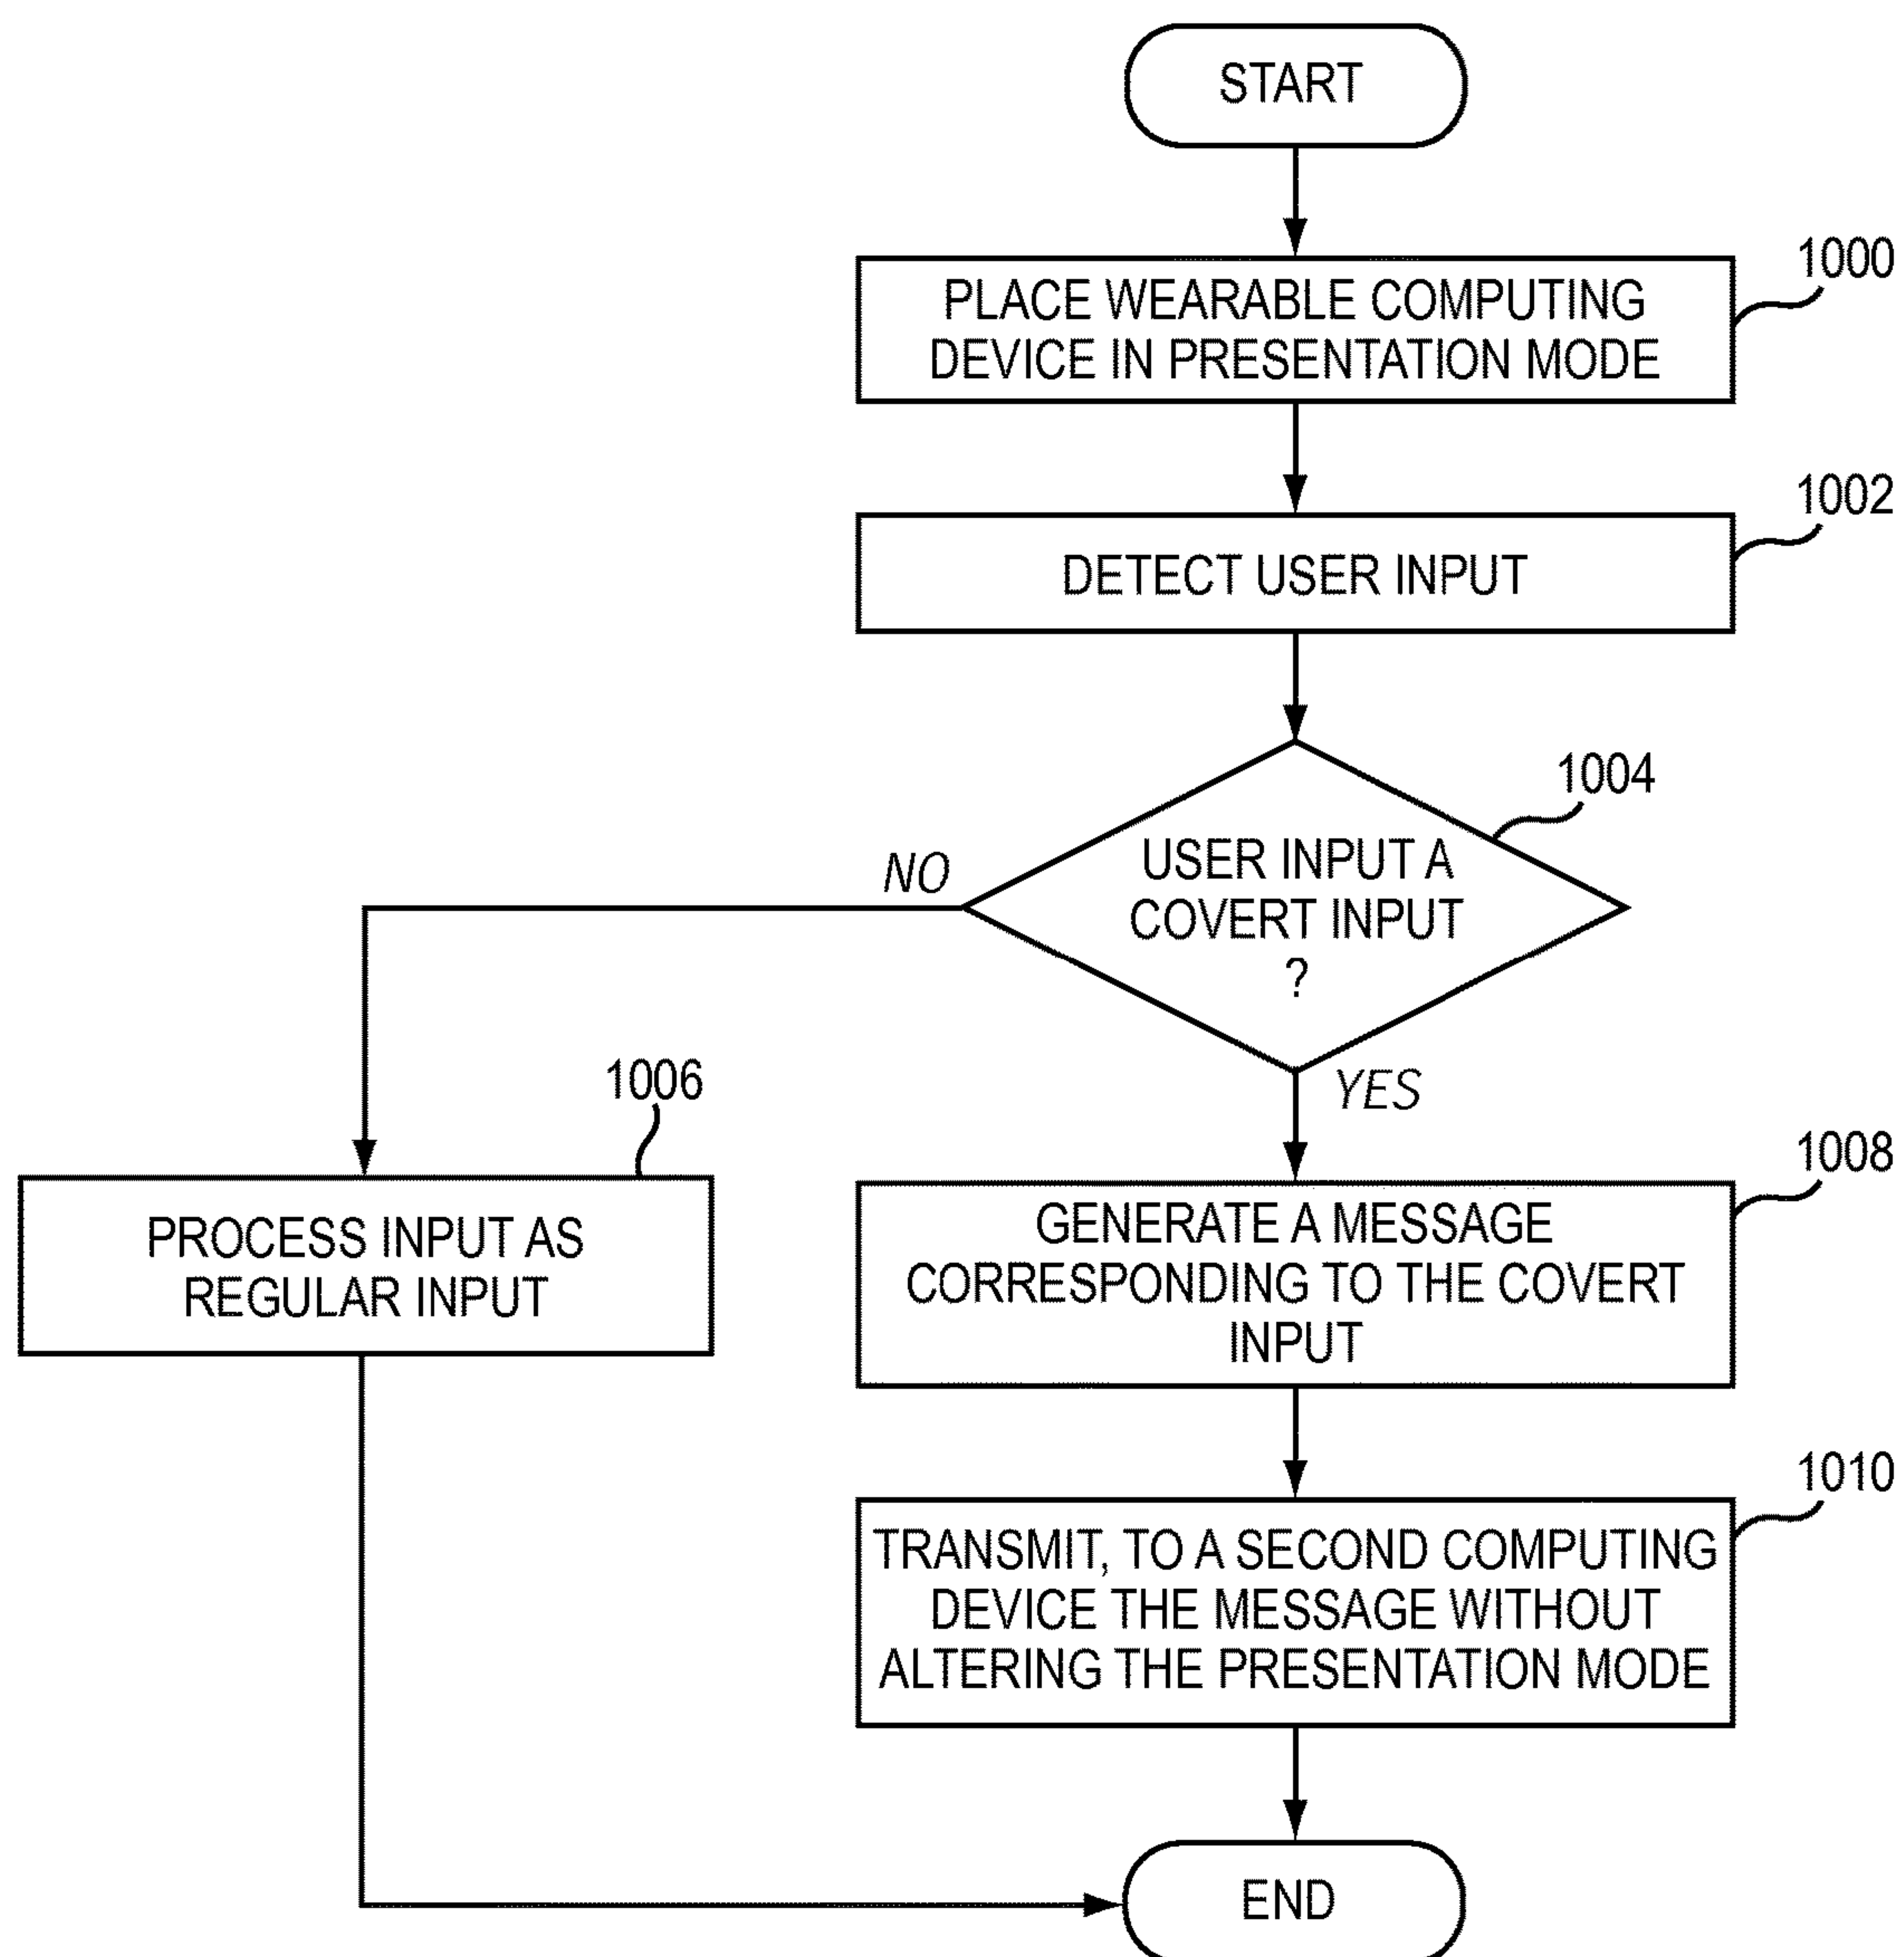 START
1000
PLACE WEARABLE COMPUTING
DEVICE IN PRESENTATION MODE
1002
DETECT USER INPUT
1004
USER INPUT A
COVERT INPUT
?
NO
YES
1006
PROCESS INPUT AS
REGULAR INPUT
1008
GENERATE A MESSAGE
CORRESPONDING TO THE COVERT
INPUT
1010
TRANSMIT, TO A SECOND COMPUTING
DEVICE THE MESSAGE WITHOUT
ALTERING THE PRESENTATION MODE
END